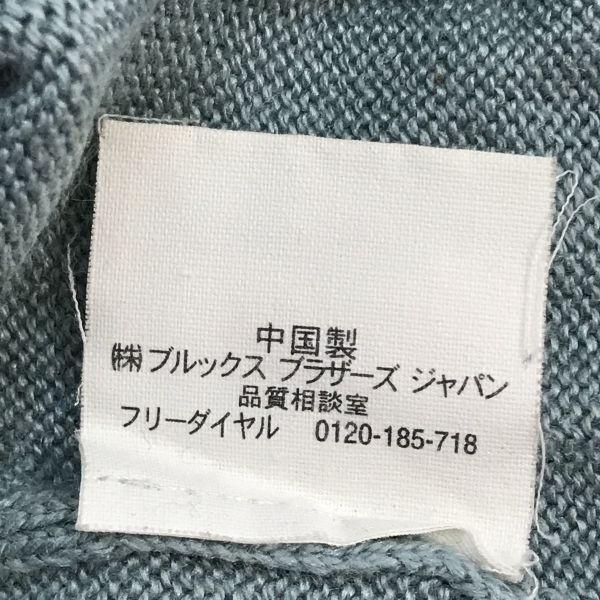 中国製
㈱ ブルックス ブラザーズ ジャパン
品質相談室
フリーダイヤル 0120-185-718